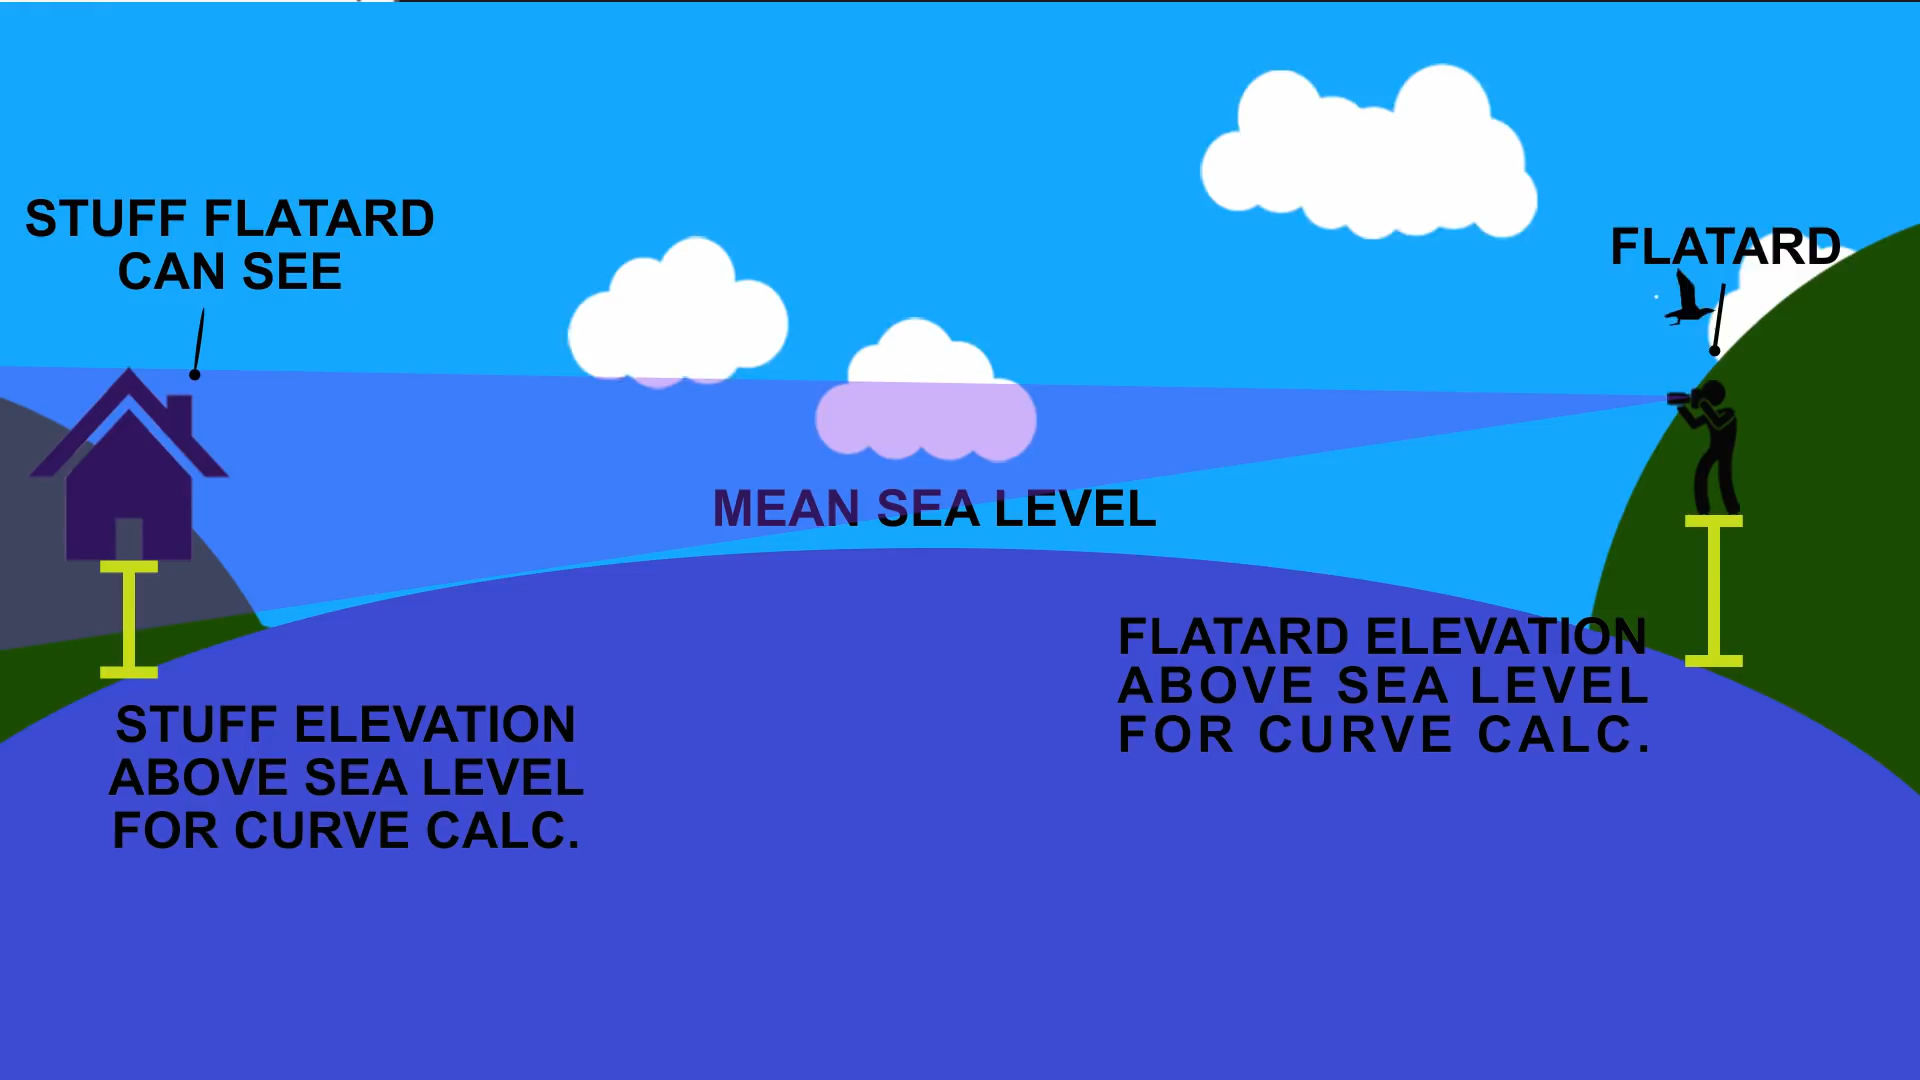 STUFF FLATARD
CAN SEE
FLATARD
MEAN SEA LEVEL
FLATARD ELEVATION
ABOVE SEA LEVEL
FOR CURVE CALC.
STUFF ELEVATION
ABOVE SEA LEVEL
FOR CURVE CALC.